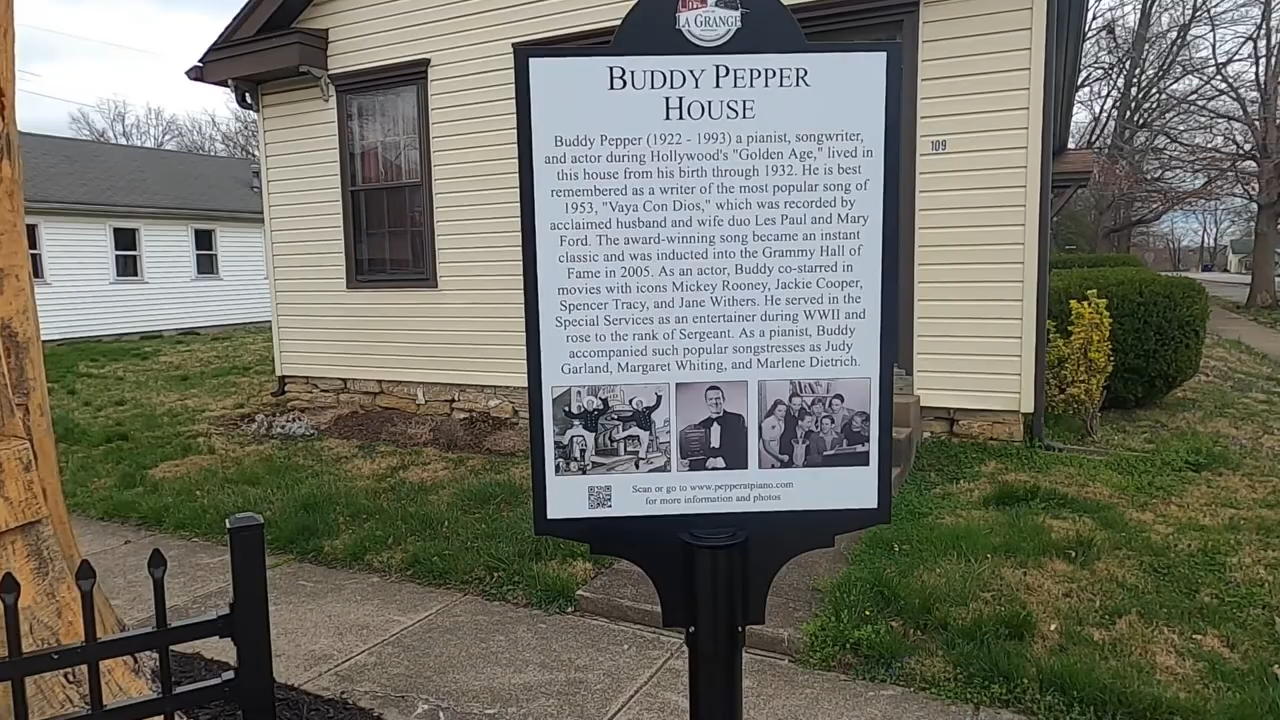 LA GRANGE
BUDDY PEPPER
HOUSE
Buddy Pepper (1922 - 1993) a pianist, songwriter,
and actor during Hollywood's "Golden Age," lived in
this house from his birth through 1932. He is best
remembered as a writer of the most popular song of
1953, "Vaya Con Dios," which was recorded by
acclaimed husband and wife duo Les Paul and Mary
Ford. The award-winning song became an instant
classic and was inducted into the Grammy Hall of
Fame in 2005. As an actor, Buddy co-starred in
movies with icons Mickey Rooney, Jackie Cooper,
Spencer Tracy, and Jane Withers. He served in the
Special Services as an entertainer during WWII and
rose to the rank of Sergeant. As a pianist, Buddy
accompanied such popular songstresses as Judy
Garland, Margaret Whiting, and Marlene Dietrich.
Scan or go to www.pepperatpiano.com
for more information and photos
109